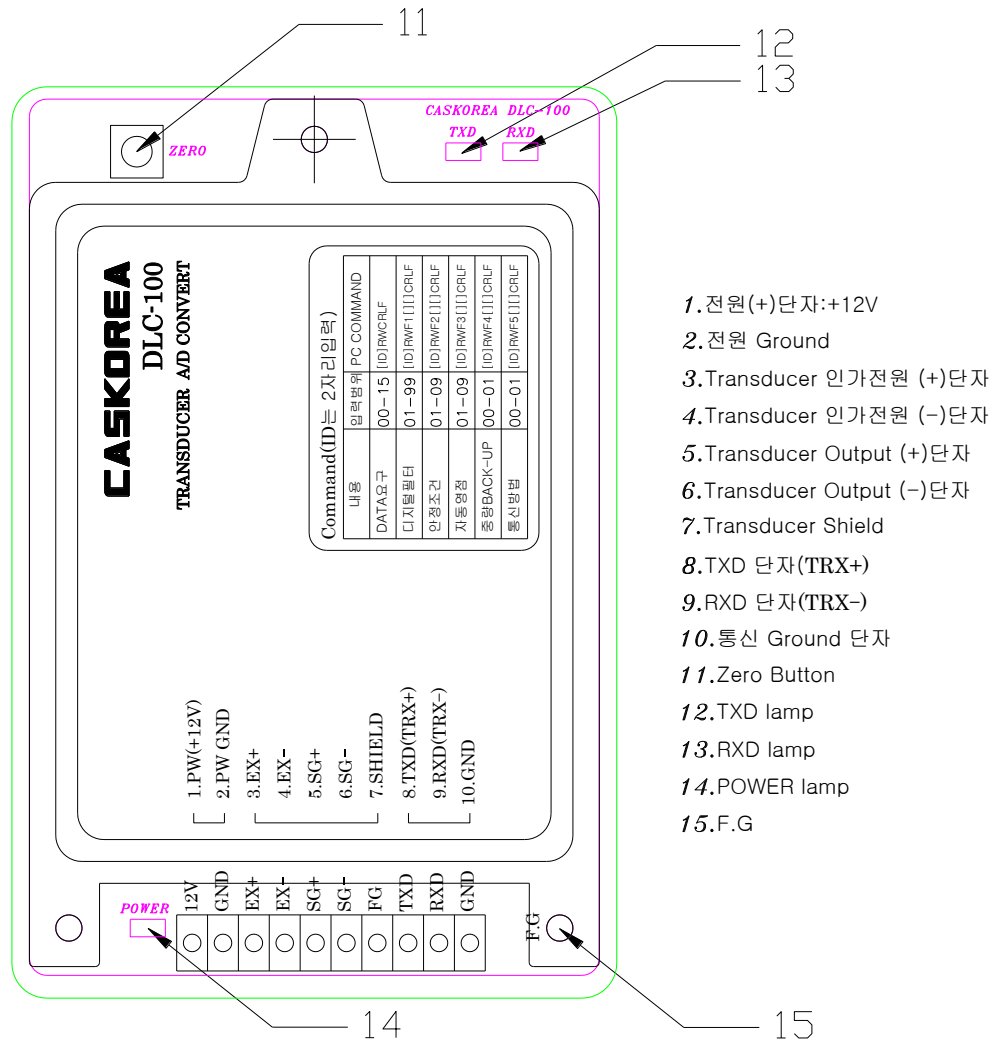 11
12
13
CASKOREA DLC-100
TXD RXD
ZERO
CASKOREA
DLC-100
TRANSDUCER A/D CONVERT
Command(ID는 2자리입력)
내용 입력범위 PC COMMAND
DATA요구 00-15 [ID]RWCRLF
디지털필터 01-99 [ID]RWF1[][]CRLF
안정조건 01-09 [ID]RWF2[][]CRLF
자동영점 01-09 [ID]RWF3[][]CRLF
중량BACK-UP 00-01 [ID]RWF4[][]CRLF
통신방법 00-01 [ID]RWF5[][]CRLF
1.PW(+12V)
2.PW GND
3.EX+
4.EX-
5.SG+
6.SG-
7.SHIELD
8.TXD(TRX+)
9.RXD(TRX-)
10.GND
POWER
12V GND EX+ EX- SG+ SG- FG TXD RXD GND
F.G
14
15
1.전원(+)단자:+12V
2.전원 Ground
3.Transducer 인가전원 (+)단자
4.Transducer 인가전원 (-)단자
5.Transducer Output (+)단자
6.Transducer Output (-)단자
7.Transducer Shield
8.TXD 단자(TRX+)
9.RXD 단자(TRX-)
10.통신 Ground 단자
11.Zero Button
12.TXD lamp
13.RXD lamp
14.POWER lamp
15.F.G